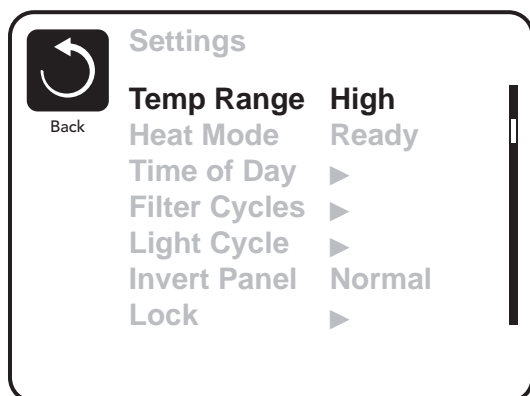 Settings
Back
Temp Range High
Heat Mode Ready
Time of Day ▶
Filter Cycles ▶
Light Cycle ▶
Invert Panel Normal
Lock ▶